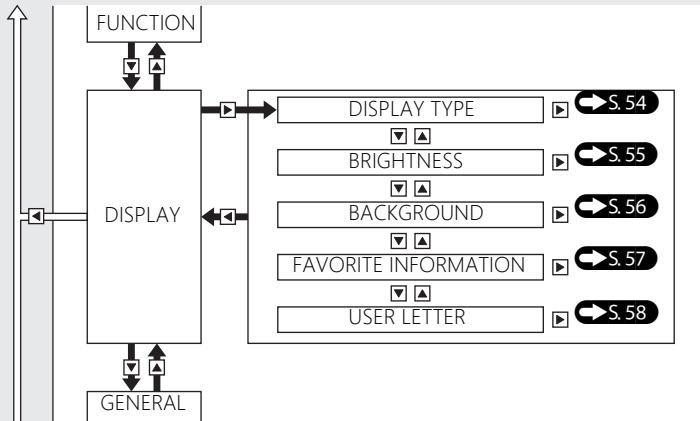 FUNCTION
DISPLAY TYPE
S. 54
BRIGHTNESS
S. 55
DISPLAY
BACKGROUND
S. 56
FAVORITE INFORMATION
S. 57
USER LETTER
S. 58
GENERAL